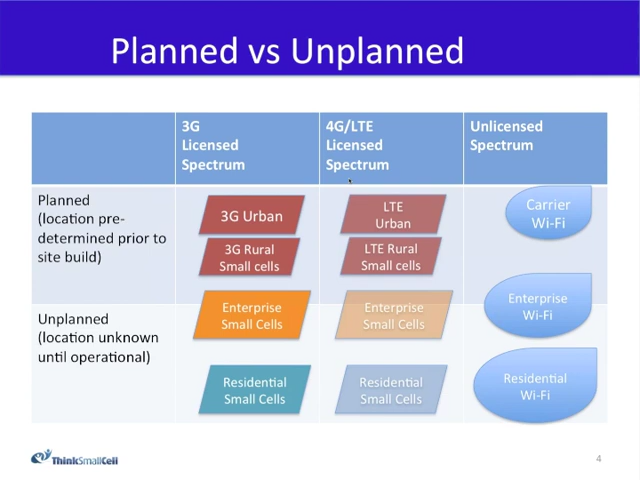 Planned vs Unplanned
3G
Licensed
Spectrum
4G/LTE
Licensed
Spectrum
Unlicensed
Spectrum
Planned
(location pre-
determined prior to
site build)
3G Urban
LTE
Urban
Carrier
Wi-Fi
3G Rural
Small cells
LTE Rural
Small cells
Enterprise
Small Cells
Enterprise
Small Cells
Enterprise
Wi-Fi
Unplanned
(location unknown
until operational)
Residential
Small Cells
Residential
Small Cells
Residential
Wi-Fi
ThinkSmallCell
4